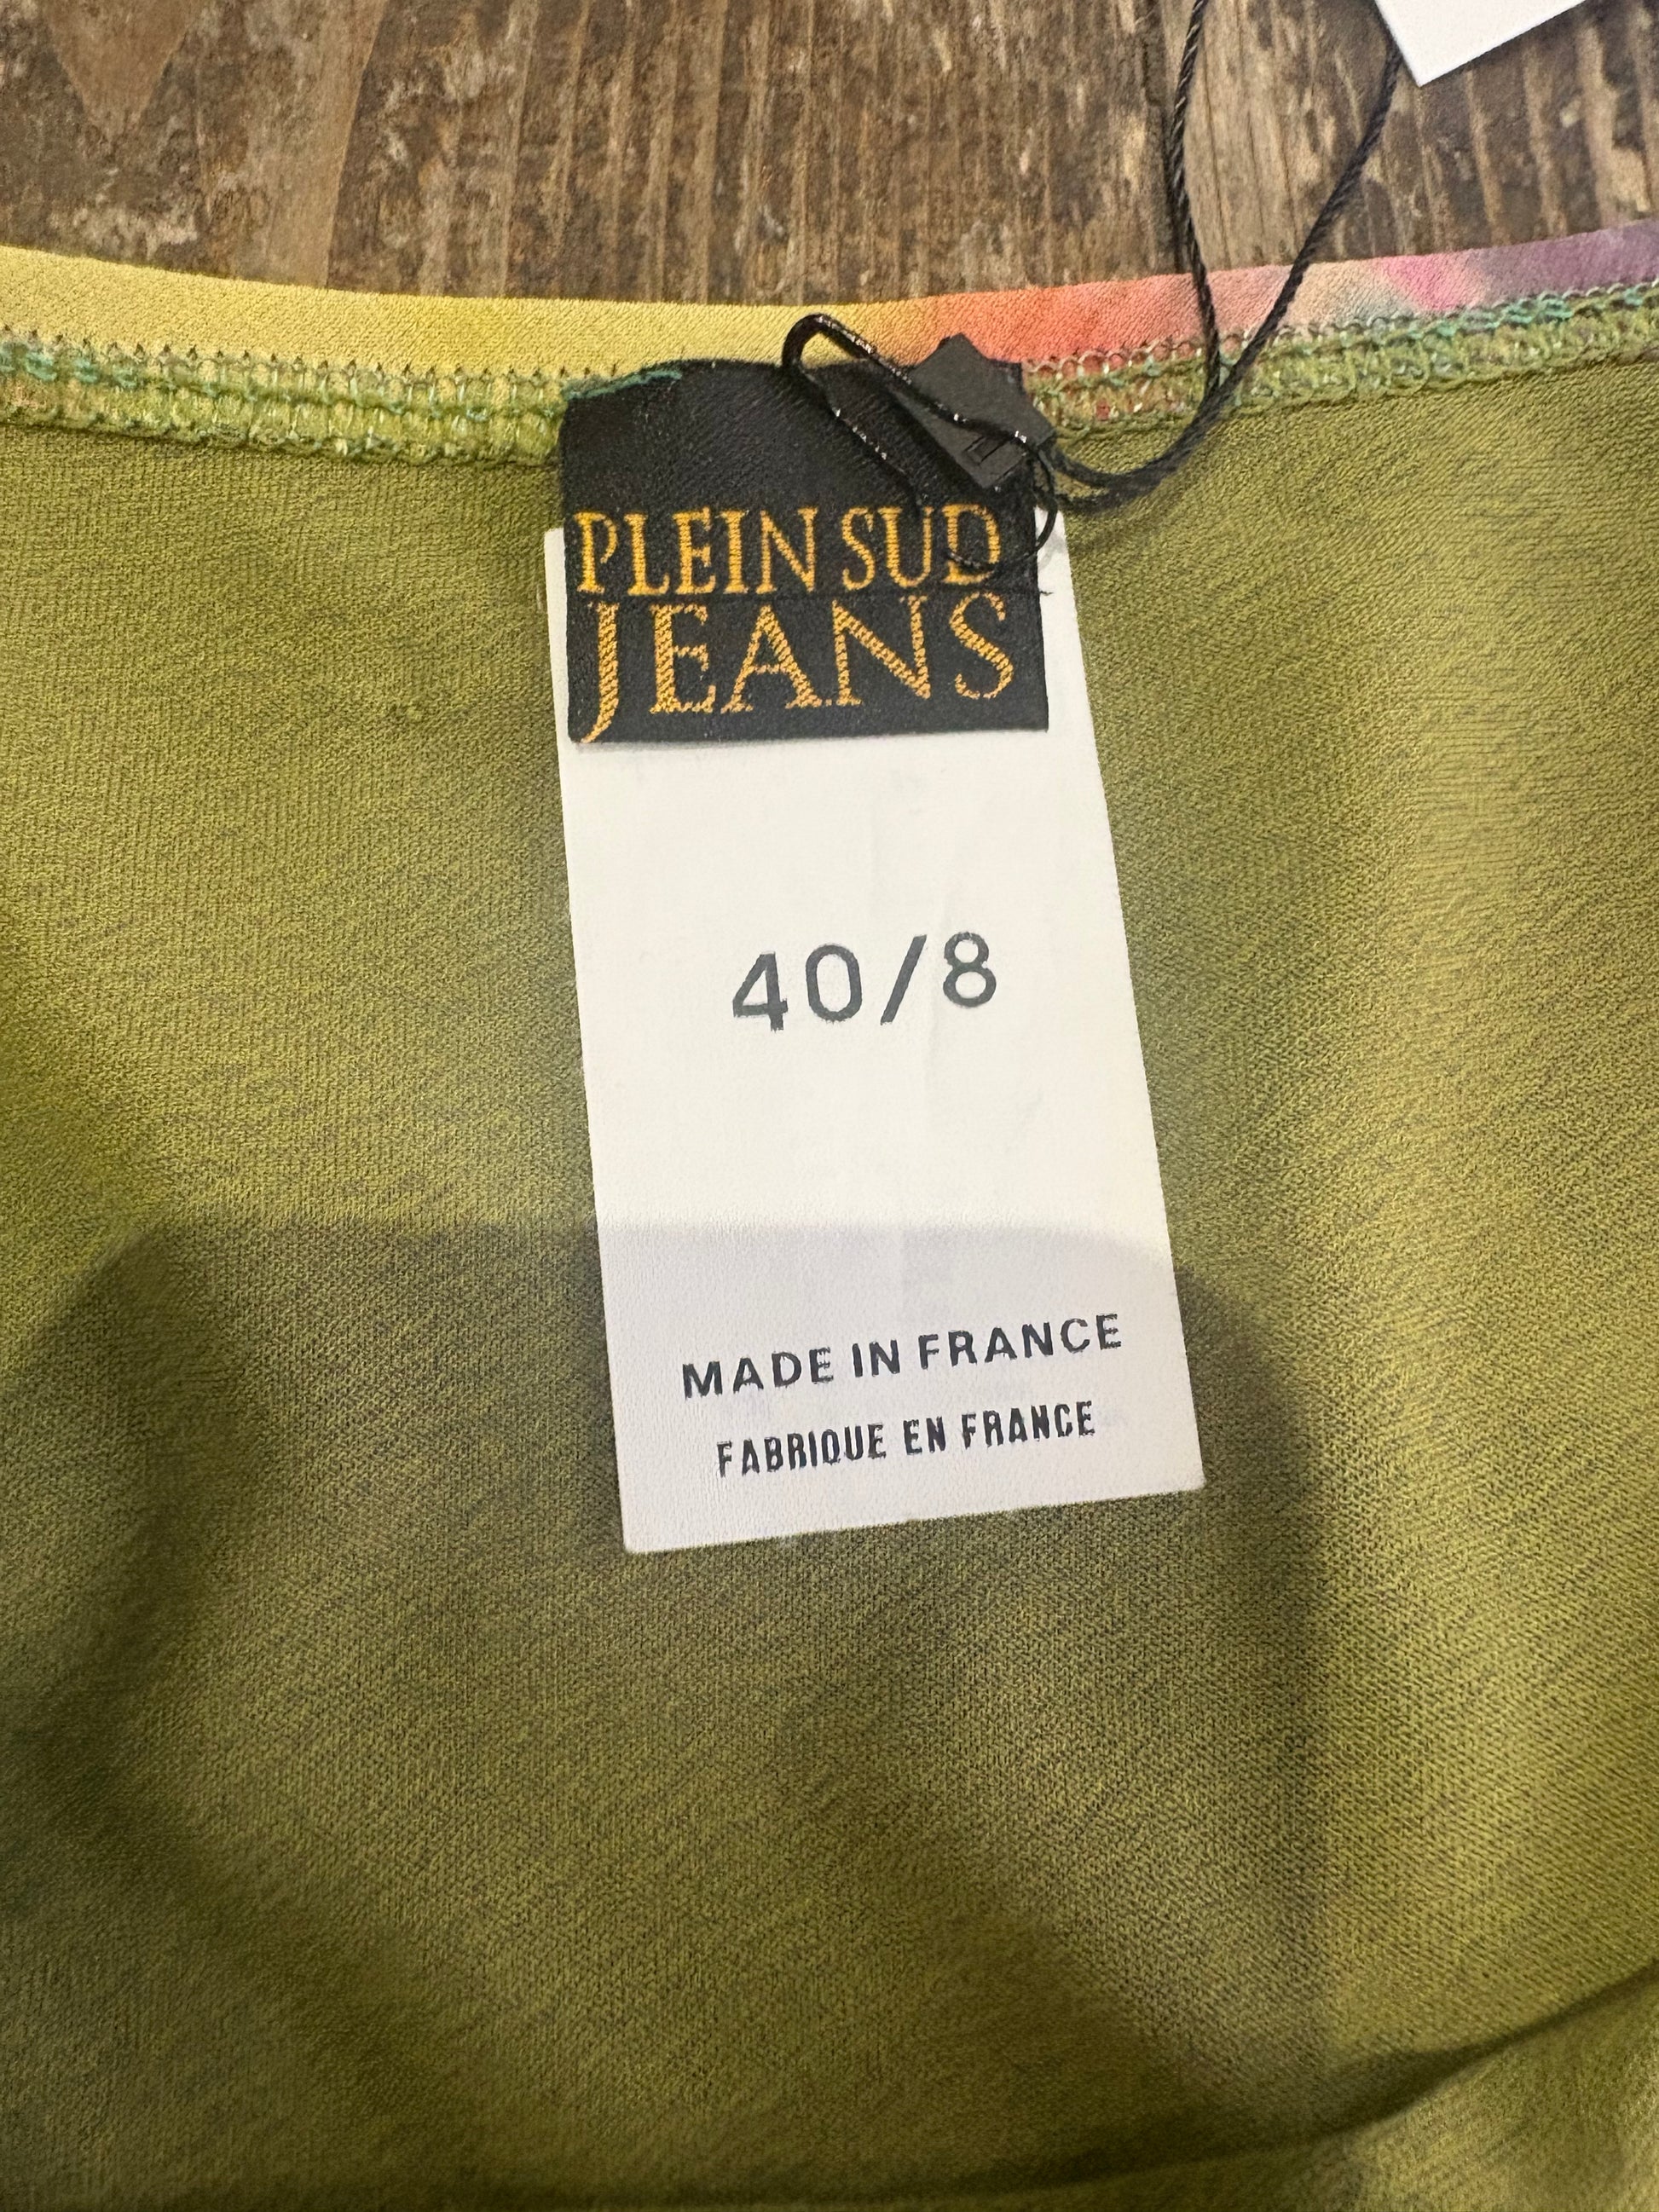 PLEIN SUD
JEANS
40/8
MADE IN FRANCE
FABRIQUE EN FRANCE